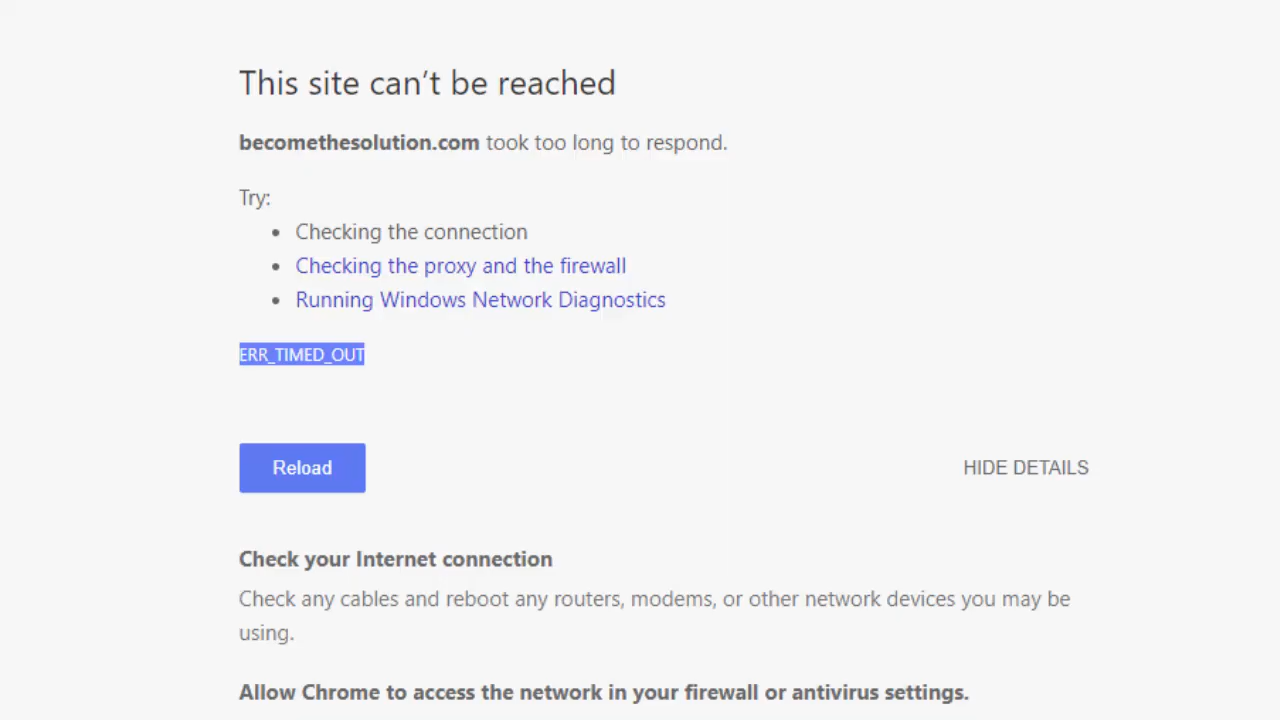 This site can’t be reached
becomethesolution.com took too long to respond.
Try:
• Checking the connection
• Checking the proxy and the firewall
• Running Windows Network Diagnostics
ERR_TIMED_OUT
Reload
HIDE DETAILS
Check your Internet connection
Check any cables and reboot any routers, modems, or other network devices you may be
using.
Allow Chrome to access the network in your firewall or antivirus settings.